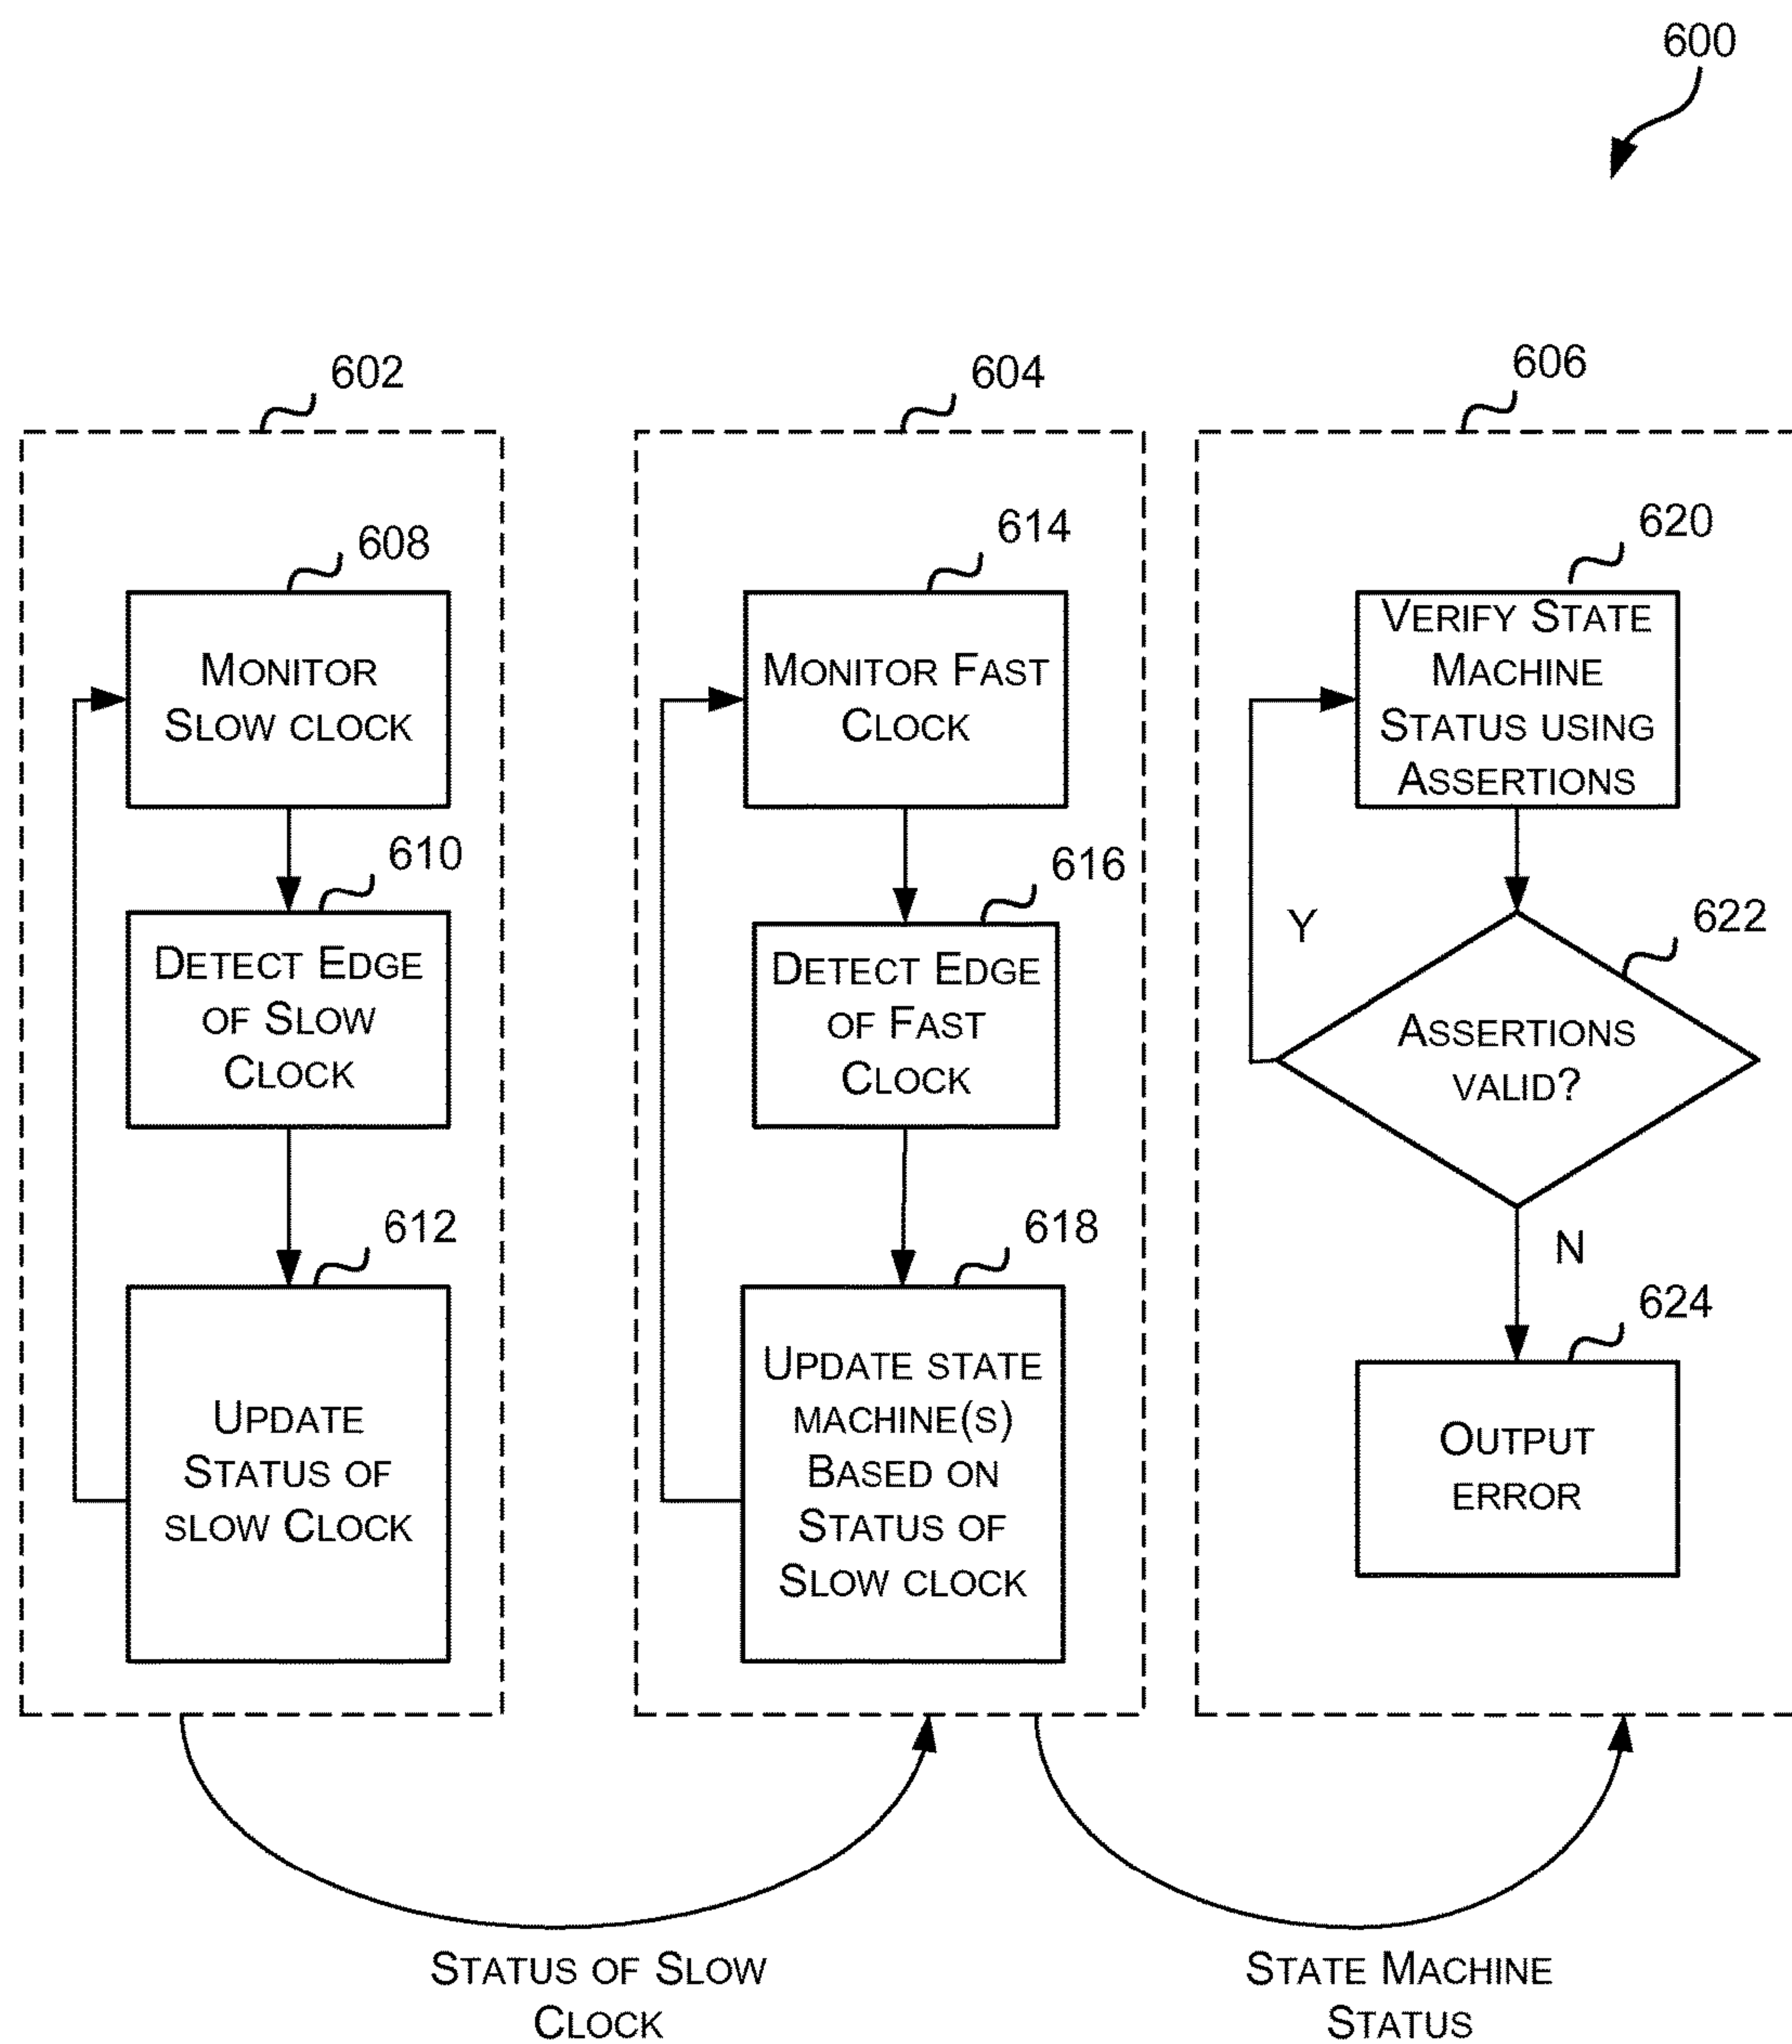 600
602
608
MONITOR
SLOW CLOCK
610
DETECT EDGE
OF SLOW
CLOCK
612
UPDATE
STATUS OF
SLOW CLOCK
604
614
MONITOR FAST
CLOCK
616
DETECT EDGE
OF FAST
CLOCK
618
UPDATE STATE
MACHINE(S)
BASED ON
STATUS OF
SLOW CLOCK
606
620
VERIFY STATE
MACHINE
STATUS USING
ASSERTIONS
Y
622
ASSERTIONS
VALID?
N
624
OUTPUT
ERROR
STATUS OF SLOW
CLOCK
STATE MACHINE
STATUS